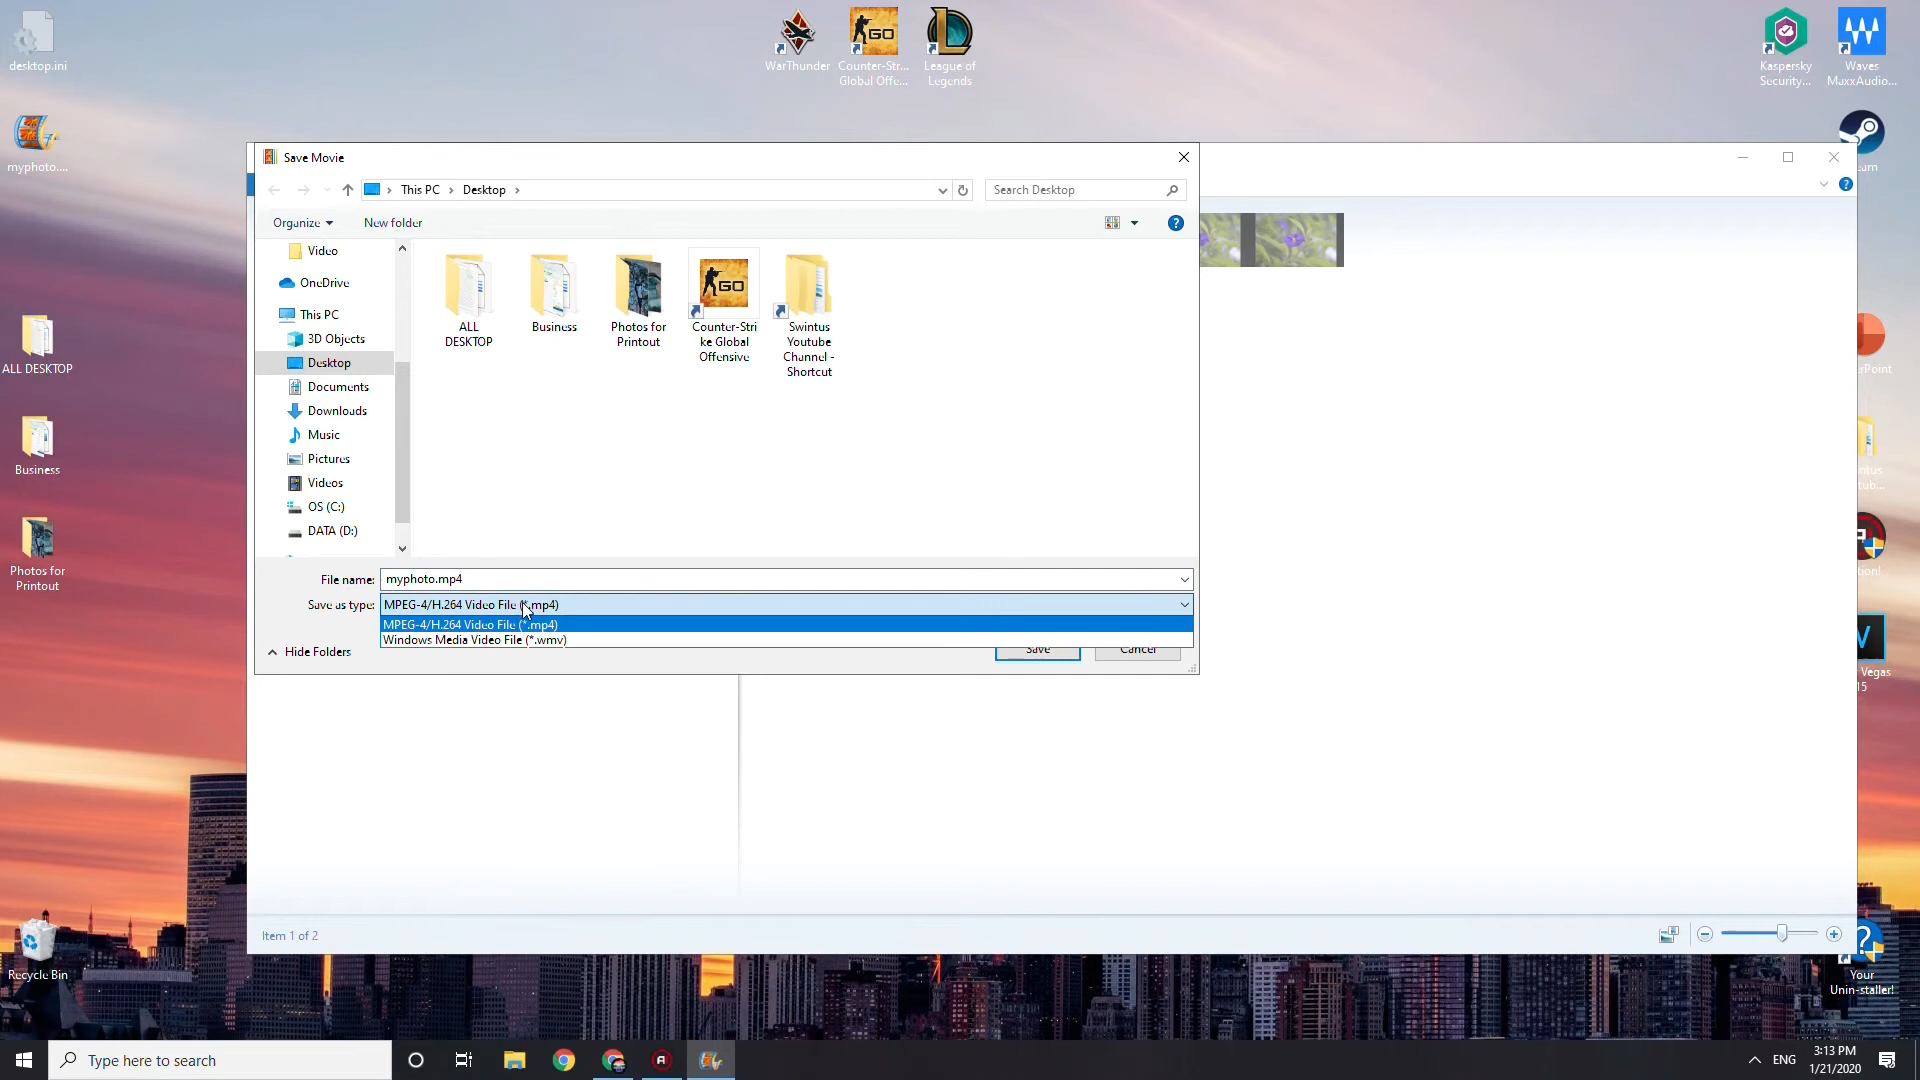 desktop.ini
myphoto....
ALL DESKTOP
Business
Photos for
Printout
Recycle Bin
WarThunder
Counter-Str...
Global Offe...
League of
Legends
Kaspersky
Security...
Waves
MaxxAudio...
Save Movie
This PC
Desktop
Search Desktop
Organize
New folder
Video
OneDrive
This PC
3D Objects
Desktop
Documents
Downloads
Music
Pictures
Videos
OS (C:)
DATA (D:)
ALL
DESKTOP
Business
Photos for
Printout
GO
Counter-Stri
ke Global
Offensive
Swintus
Youtube
Channel -
Shortcut
File name: myphoto.mp4
Save as type: MPEG-4/H.264 Video File (*.mp4)
MPEG-4/H.264 Video File (*.mp4)
Windows Media Video File (*.wmv)
Hide Folders
Save
Cancel
Item 1 of 2
Vegas
15
Your
Unin-staller!
Type here to search
ENG
3:13 PM
1/21/2020